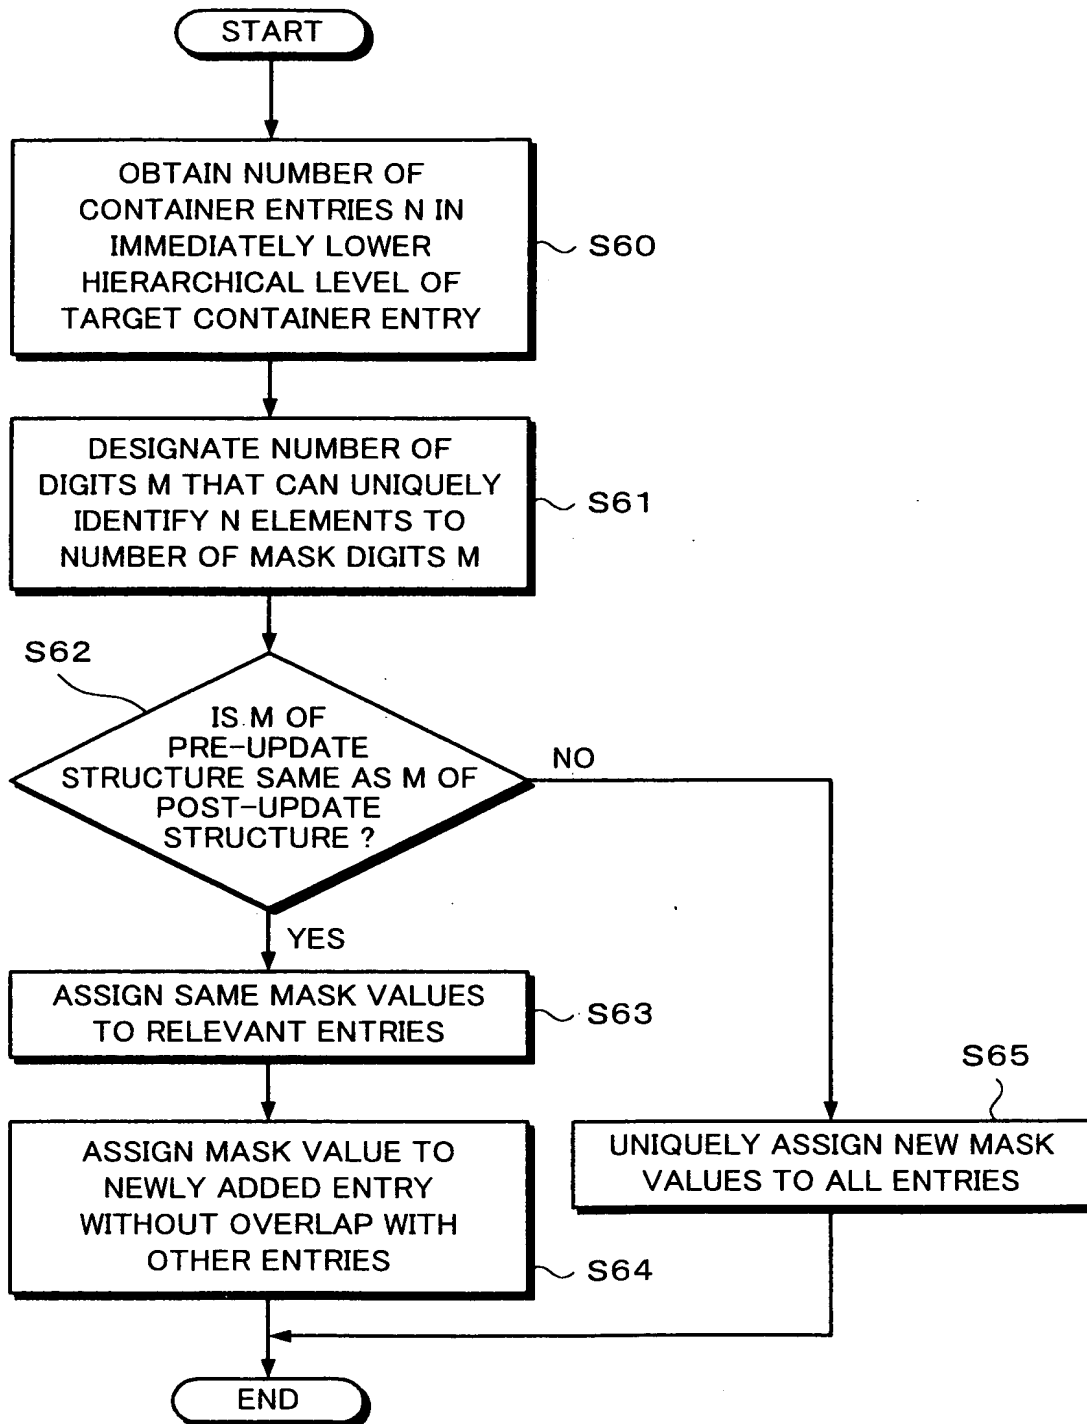 START
OBTAIN NUMBER OF
CONTAINER ENTRIES N IN
IMMEDIATELY LOWER
HIERARCHICAL LEVEL OF
TARGET CONTAINER ENTRY
S60
DESIGNATE NUMBER OF
DIGITS M THAT CAN UNIQUELY
IDENTIFY N ELEMENTS TO
NUMBER OF MASK DIGITS M
S61
S62
IS M OF
PRE-UPDATE
STRUCTURE SAME AS M OF
POST-UPDATE
STRUCTURE ?
NO
YES
ASSIGN SAME MASK VALUES
TO RELEVANT ENTRIES
S63
ASSIGN MASK VALUE TO
NEWLY ADDED ENTRY
WITHOUT OVERLAP WITH
OTHER ENTRIES
S64
S65
UNIQUELY ASSIGN NEW MASK
VALUES TO ALL ENTRIES
END